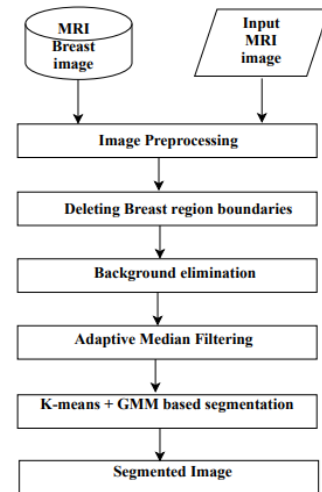 MRI
Breast
image
Input
MRI
image
Image Preprocessing
Deleting Breast region boundaries
Background elimination
Adaptive Median Filtering
K-means + GMM based segmentation
Segmented Image